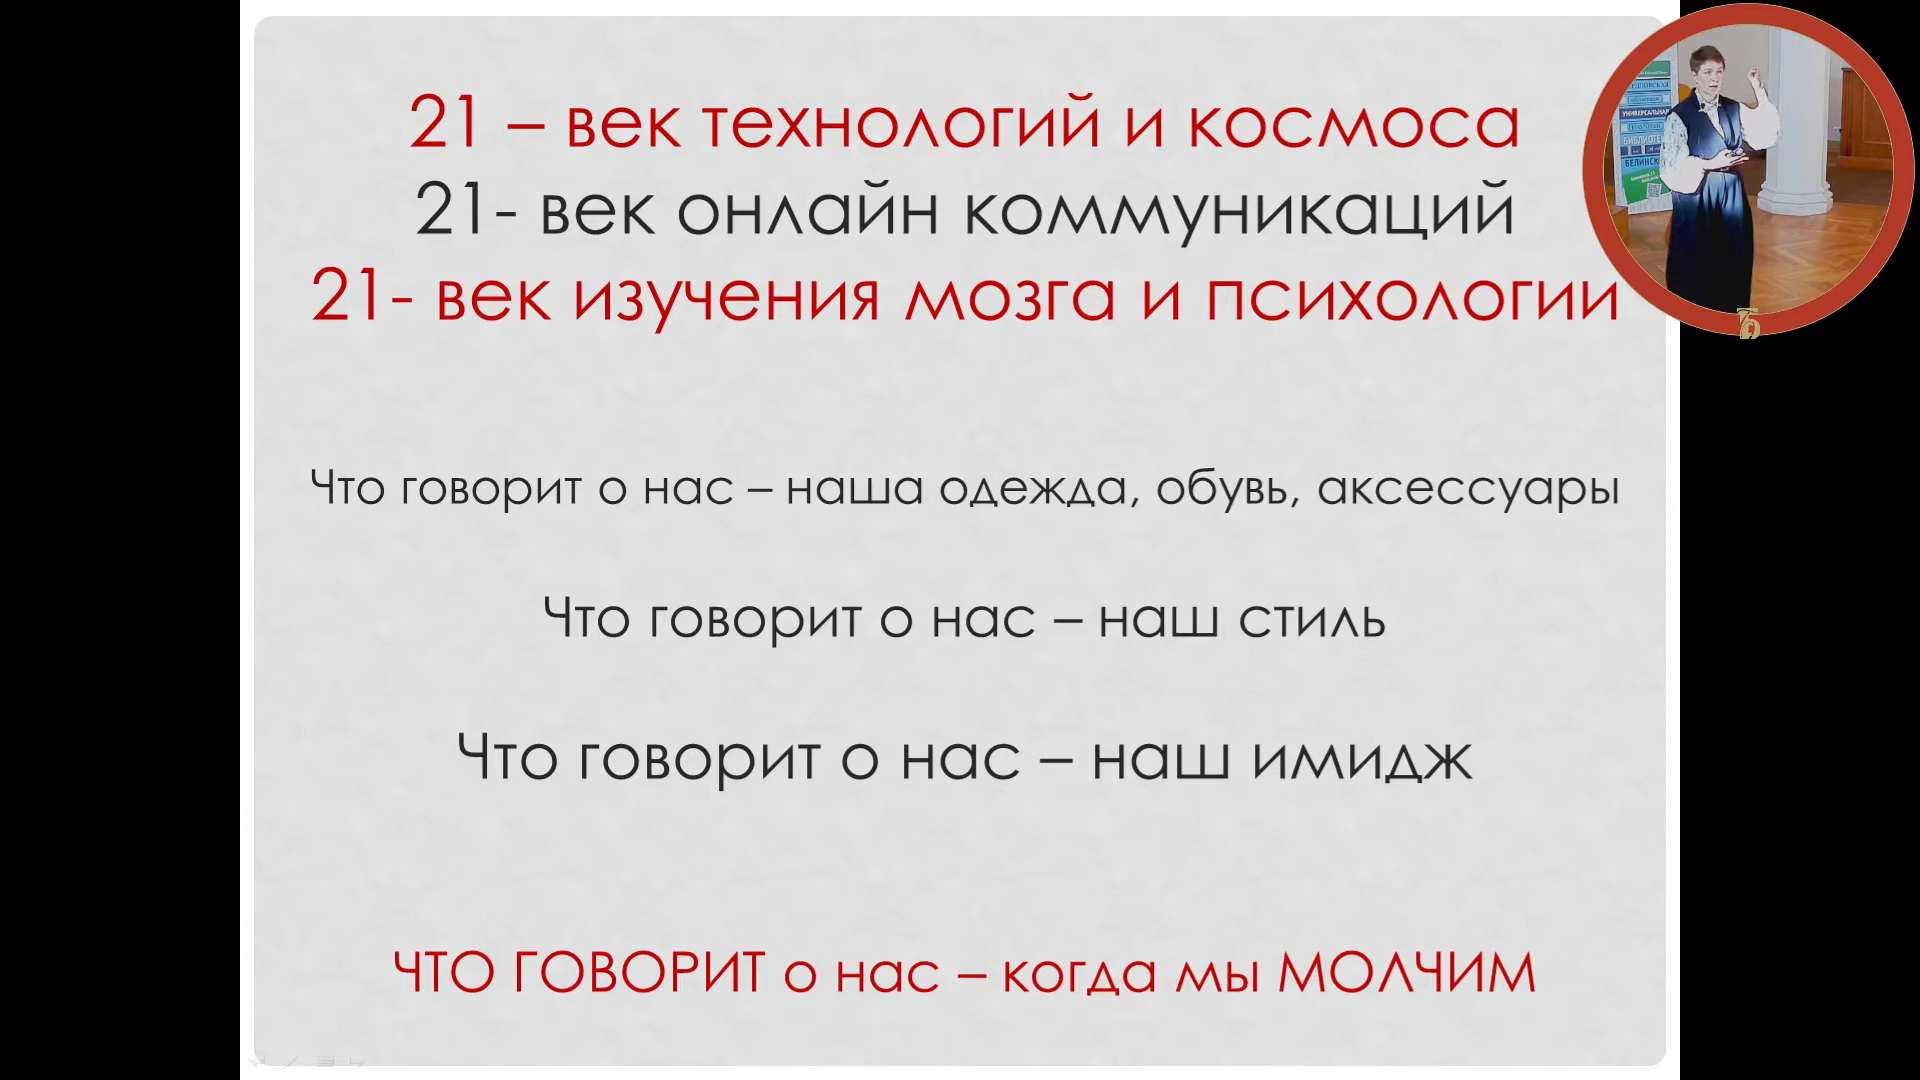 21 – век технологий и космоса
21- век онлайн коммуникаций
21- век изучения мозга и психологии
Что говорит о нас – наша одежда, обувь, аксессуары
Что говорит о нас – наш стиль
Что говорит о нас – наш имидж
ЧТО ГОВОРИТ о нас – когда мы МОЛЧИМ
УНИВЕРСАЛЬНАЯ